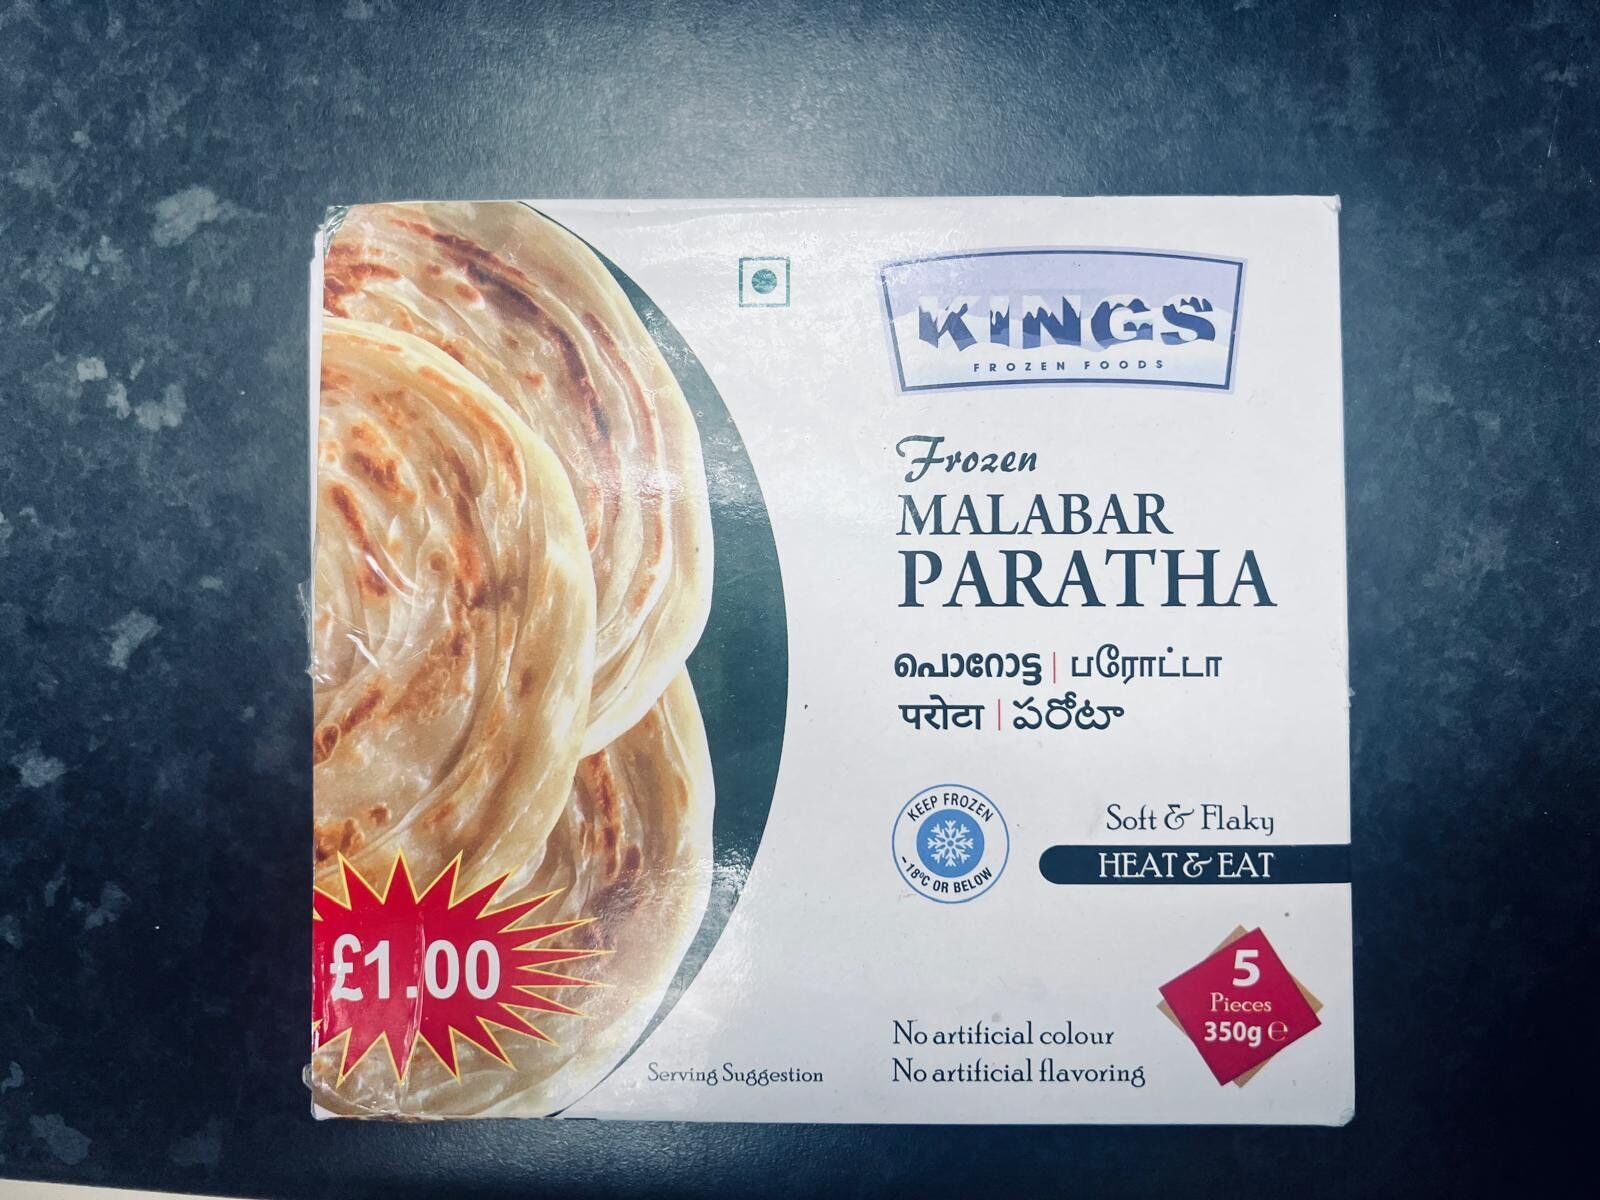 KINGS
FROZEN FOODS
Frozen
MALABAR
PARATHA
പൊറോട്ട | பரோட்டா
परोटा | పరోటా
KEEP FROZEN
-18ºC OR BELOW
Soft & Flaky
HEAT & EAT
£1.00
5
Pieces
350g ℮
No artificial colour
No artificial flavoring
Serving Suggestion